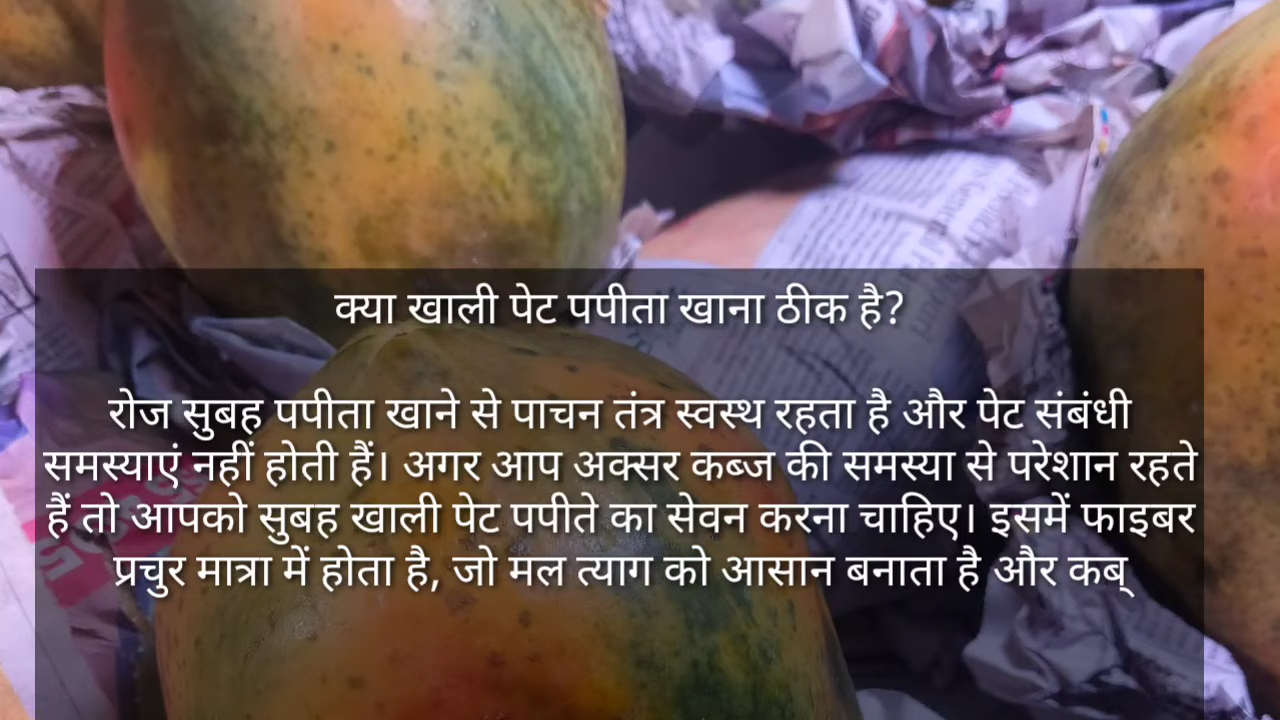 क्या खाली पेट पपीता खाना ठीक है?
रोज सुबह पपीता खाने से पाचन तंत्र स्वस्थ रहता है और पेट संबंधी
समस्याएं नहीं होती हैं। अगर आप अक्सर कब्ज की समस्या से परेशान रहते
हैं तो आपको सुबह खाली पेट पपीते का सेवन करना चाहिए। इसमें फाइबर
प्रचुर मात्रा में होता है, जो मल त्याग को आसान बनाता है और कब्